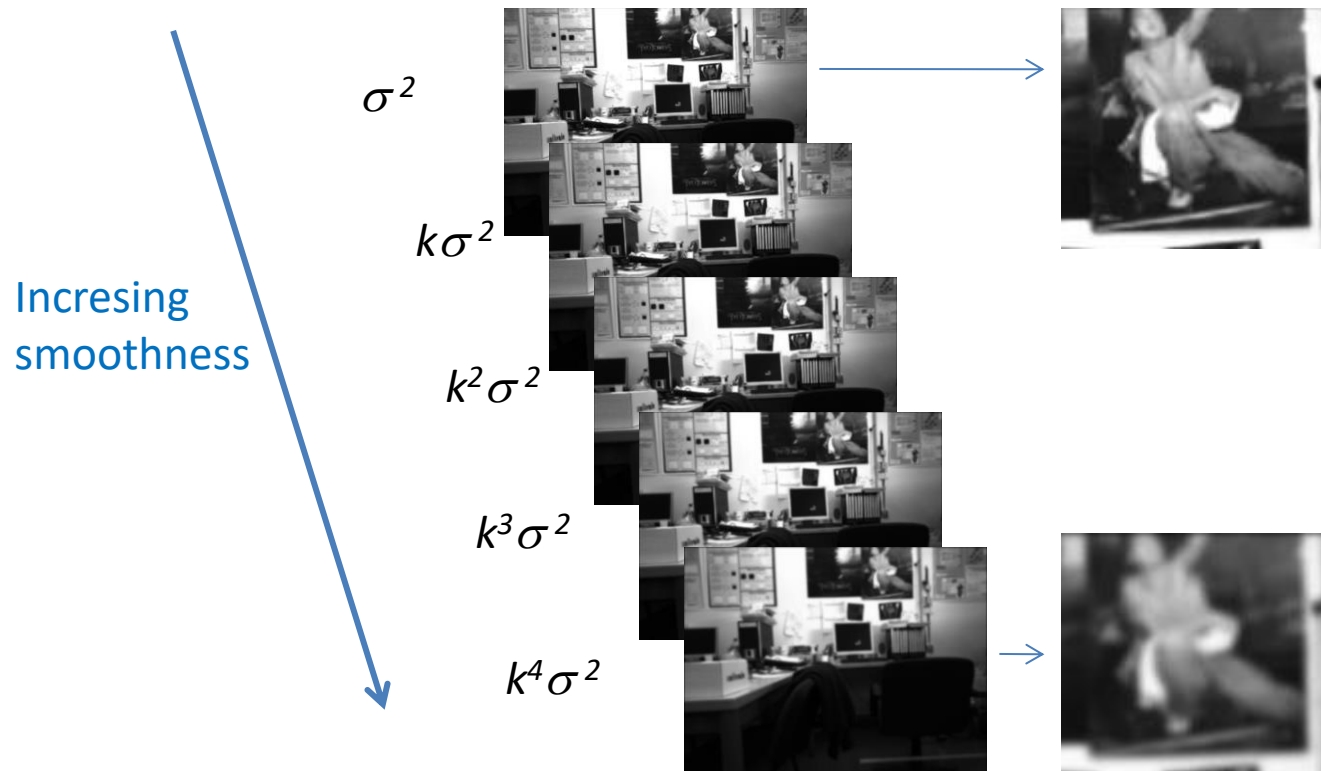 σ²
kσ²
Incresing
smoothness
k²σ²
k³σ²
k⁴σ²